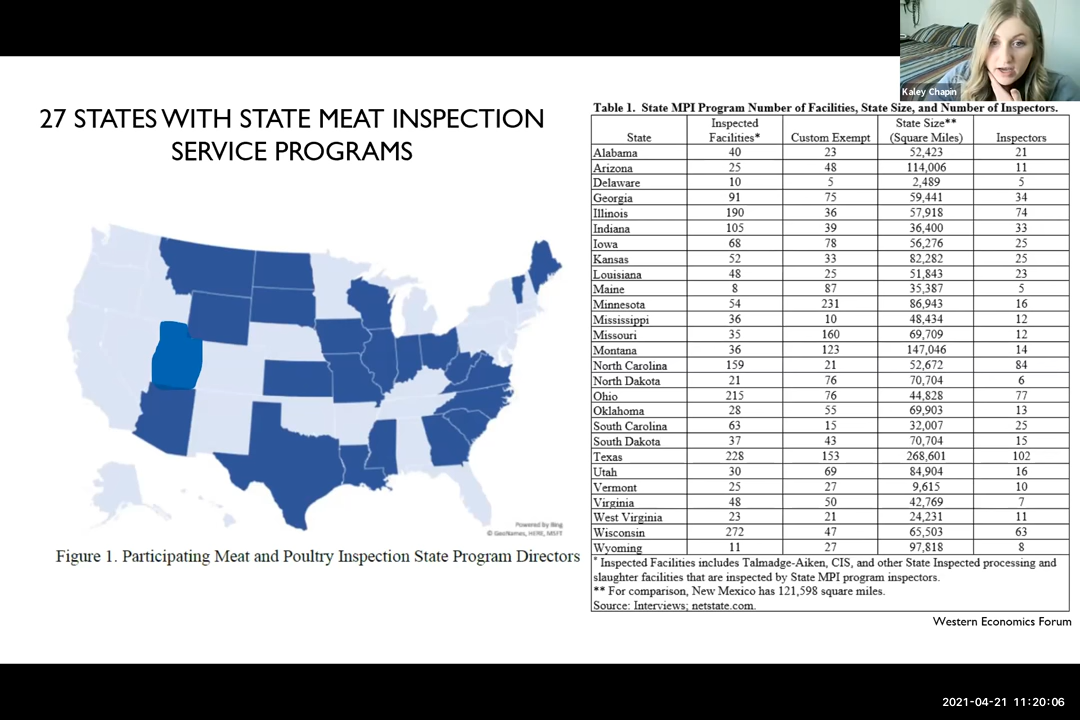 Kaley Chapin
27 STATES WITH STATE MEAT INSPECTION
SERVICE PROGRAMS
Powered by Bing
© GeoNames, HERE, MSFT
Figure 1. Participating Meat and Poultry Inspection State Program Directors
Table 1. State MPI Program Number of Facilities, State Size, and Number of Inspectors.
State Inspected Facilities* Custom Exempt State Size** (Square Miles) Inspectors
Alabama 40 23 52,423 21
Arizona 25 48 114,006 11
Delaware 10 5 2,489 5
Georgia 91 75 59,441 34
Illinois 190 36 57,918 74
Indiana 105 39 36,400 33
Iowa 68 78 56,276 25
Kansas 52 33 82,282 25
Louisiana 48 25 51,843 23
Maine 8 87 35,387 5
Minnesota 54 231 86,943 16
Mississippi 36 10 48,434 12
Missouri 35 160 69,709 12
Montana 36 123 147,046 14
North Carolina 159 21 52,672 84
North Dakota 21 76 70,704 6
Ohio 215 76 44,828 77
Oklahoma 28 55 69,903 13
South Carolina 63 15 32,007 25
South Dakota 37 43 70,704 15
Texas 228 153 268,601 102
Utah 30 69 84,904 16
Vermont 25 27 9,615 10
Virginia 48 50 42,769 7
West Virginia 23 21 24,231 11
Wisconsin 272 47 65,503 63
Wyoming 11 27 97,818 8
* Inspected Facilities includes Talmadge-Aiken, CIS, and other State Inspected processing and
slaughter facilities that are inspected by State MPI program inspectors.
** For comparison, New Mexico has 121,598 square miles.
Source: Interviews; netstate.com.
Western Economics Forum
2021-04-21 11:20:06